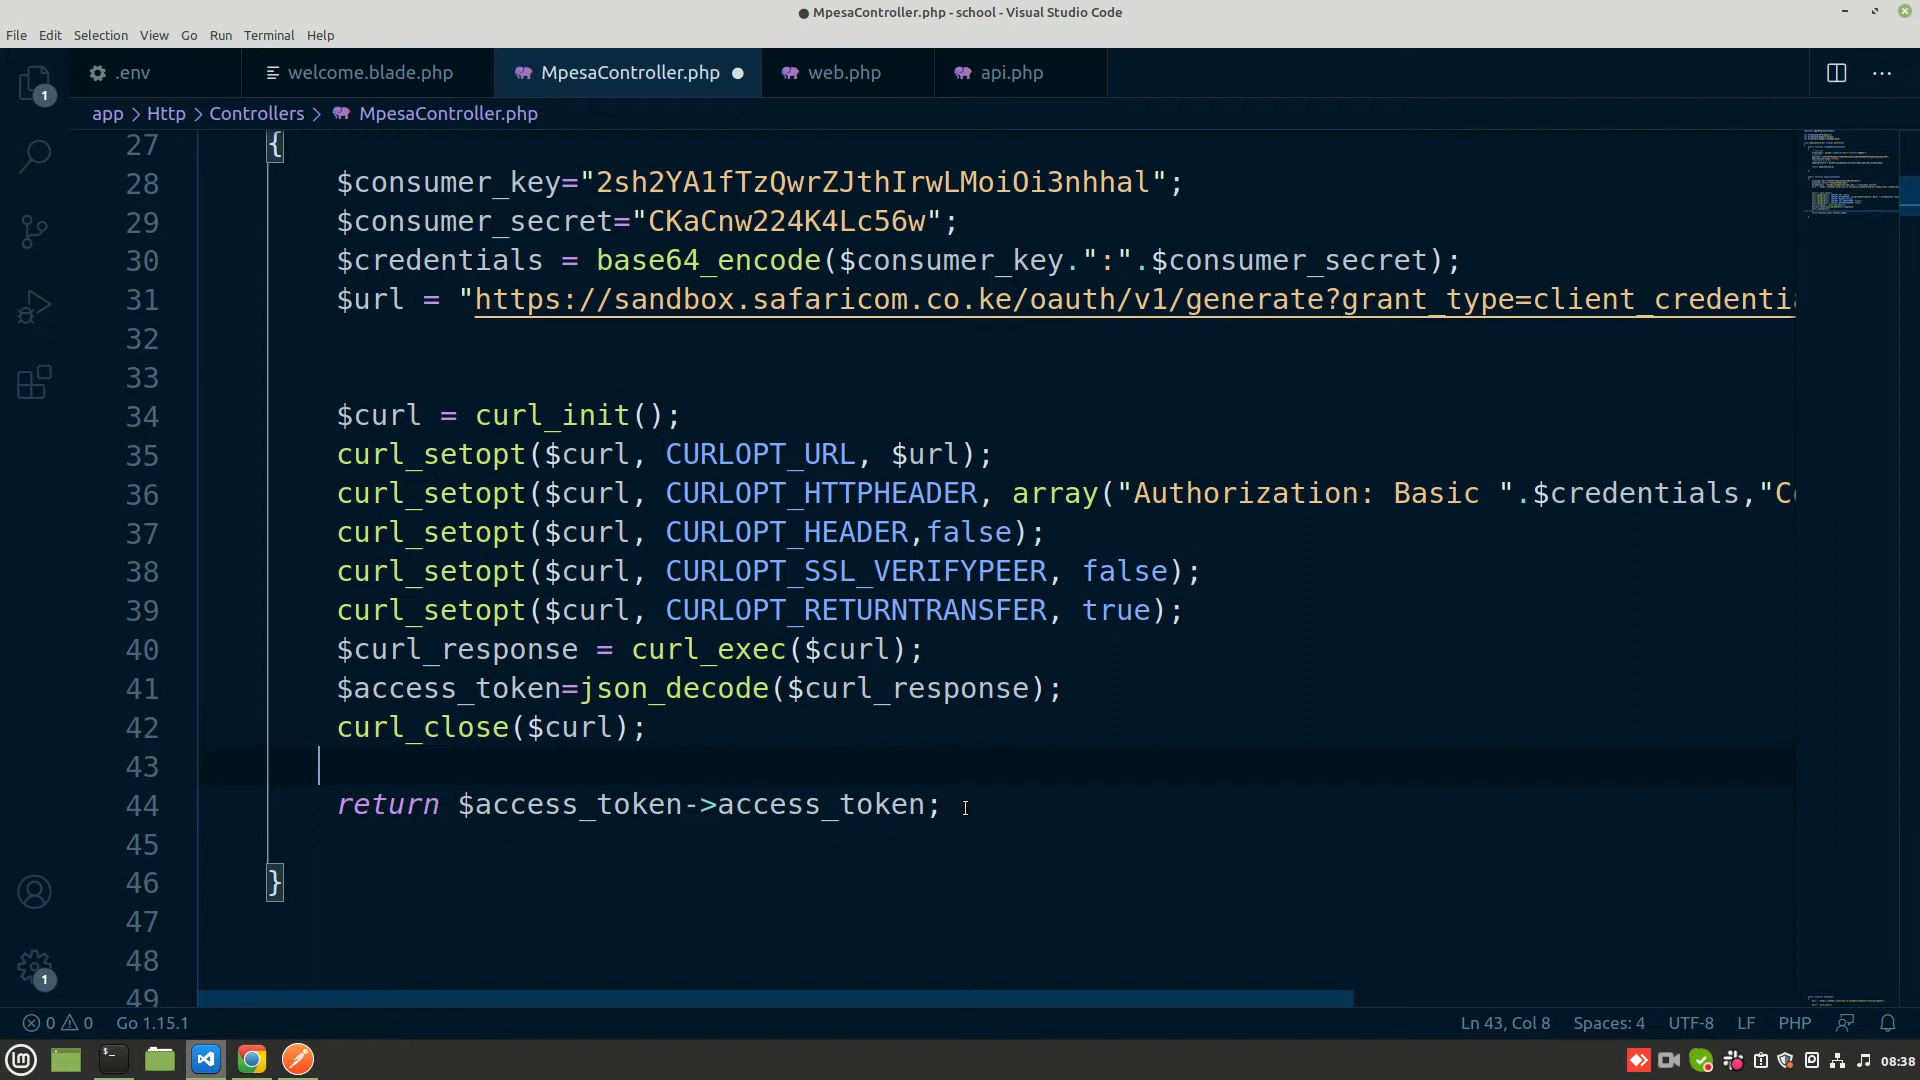 MpesaController.php - school - Visual Studio Code
File Edit Selection View Go Run Terminal Help
.env welcome.blade.php MpesaController.php web.php api.php
app > Http > Controllers > MpesaController.php
27 {
28 $consumer_key="2sh2YA1fTzQwrZJthIrwLMoiOi3nhhal";
29 $consumer_secret="CKaCnw224K4Lc56w";
30 $credentials = base64_encode($consumer_key.":".$consumer_secret);
31 $url = "https://sandbox.safaricom.co.ke/oauth/v1/generate?grant_type=client_credentia
32
33
34 $curl = curl_init();
35 curl_setopt($curl, CURLOPT_URL, $url);
36 curl_setopt($curl, CURLOPT_HTTPHEADER, array("Authorization: Basic ".$credentials,"Co
37 curl_setopt($curl, CURLOPT_HEADER,false);
38 curl_setopt($curl, CURLOPT_SSL_VERIFYPEER, false);
39 curl_setopt($curl, CURLOPT_RETURNTRANSFER, true);
40 $curl_response = curl_exec($curl);
41 $access_token=json_decode($curl_response);
42 curl_close($curl);
43
44 return $access_token->access_token;
45
46 }
47
48
49
1
1
0 0 Go 1.15.1 Ln 43, Col 8 Spaces: 4 UTF-8 LF PHP
08:38